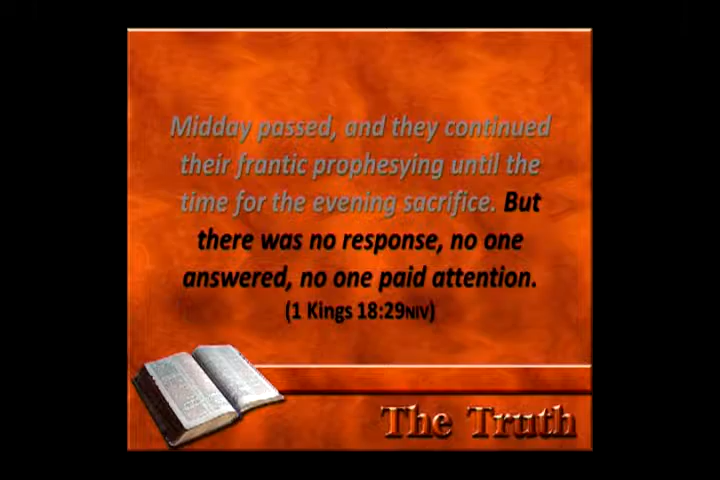 Midday passed, and they continued
their frantic prophesying until the
time for the evening sacrifice. But
there was no response, no one
answered, no one paid attention.
(1 Kings 18:29NIV)
The Truth